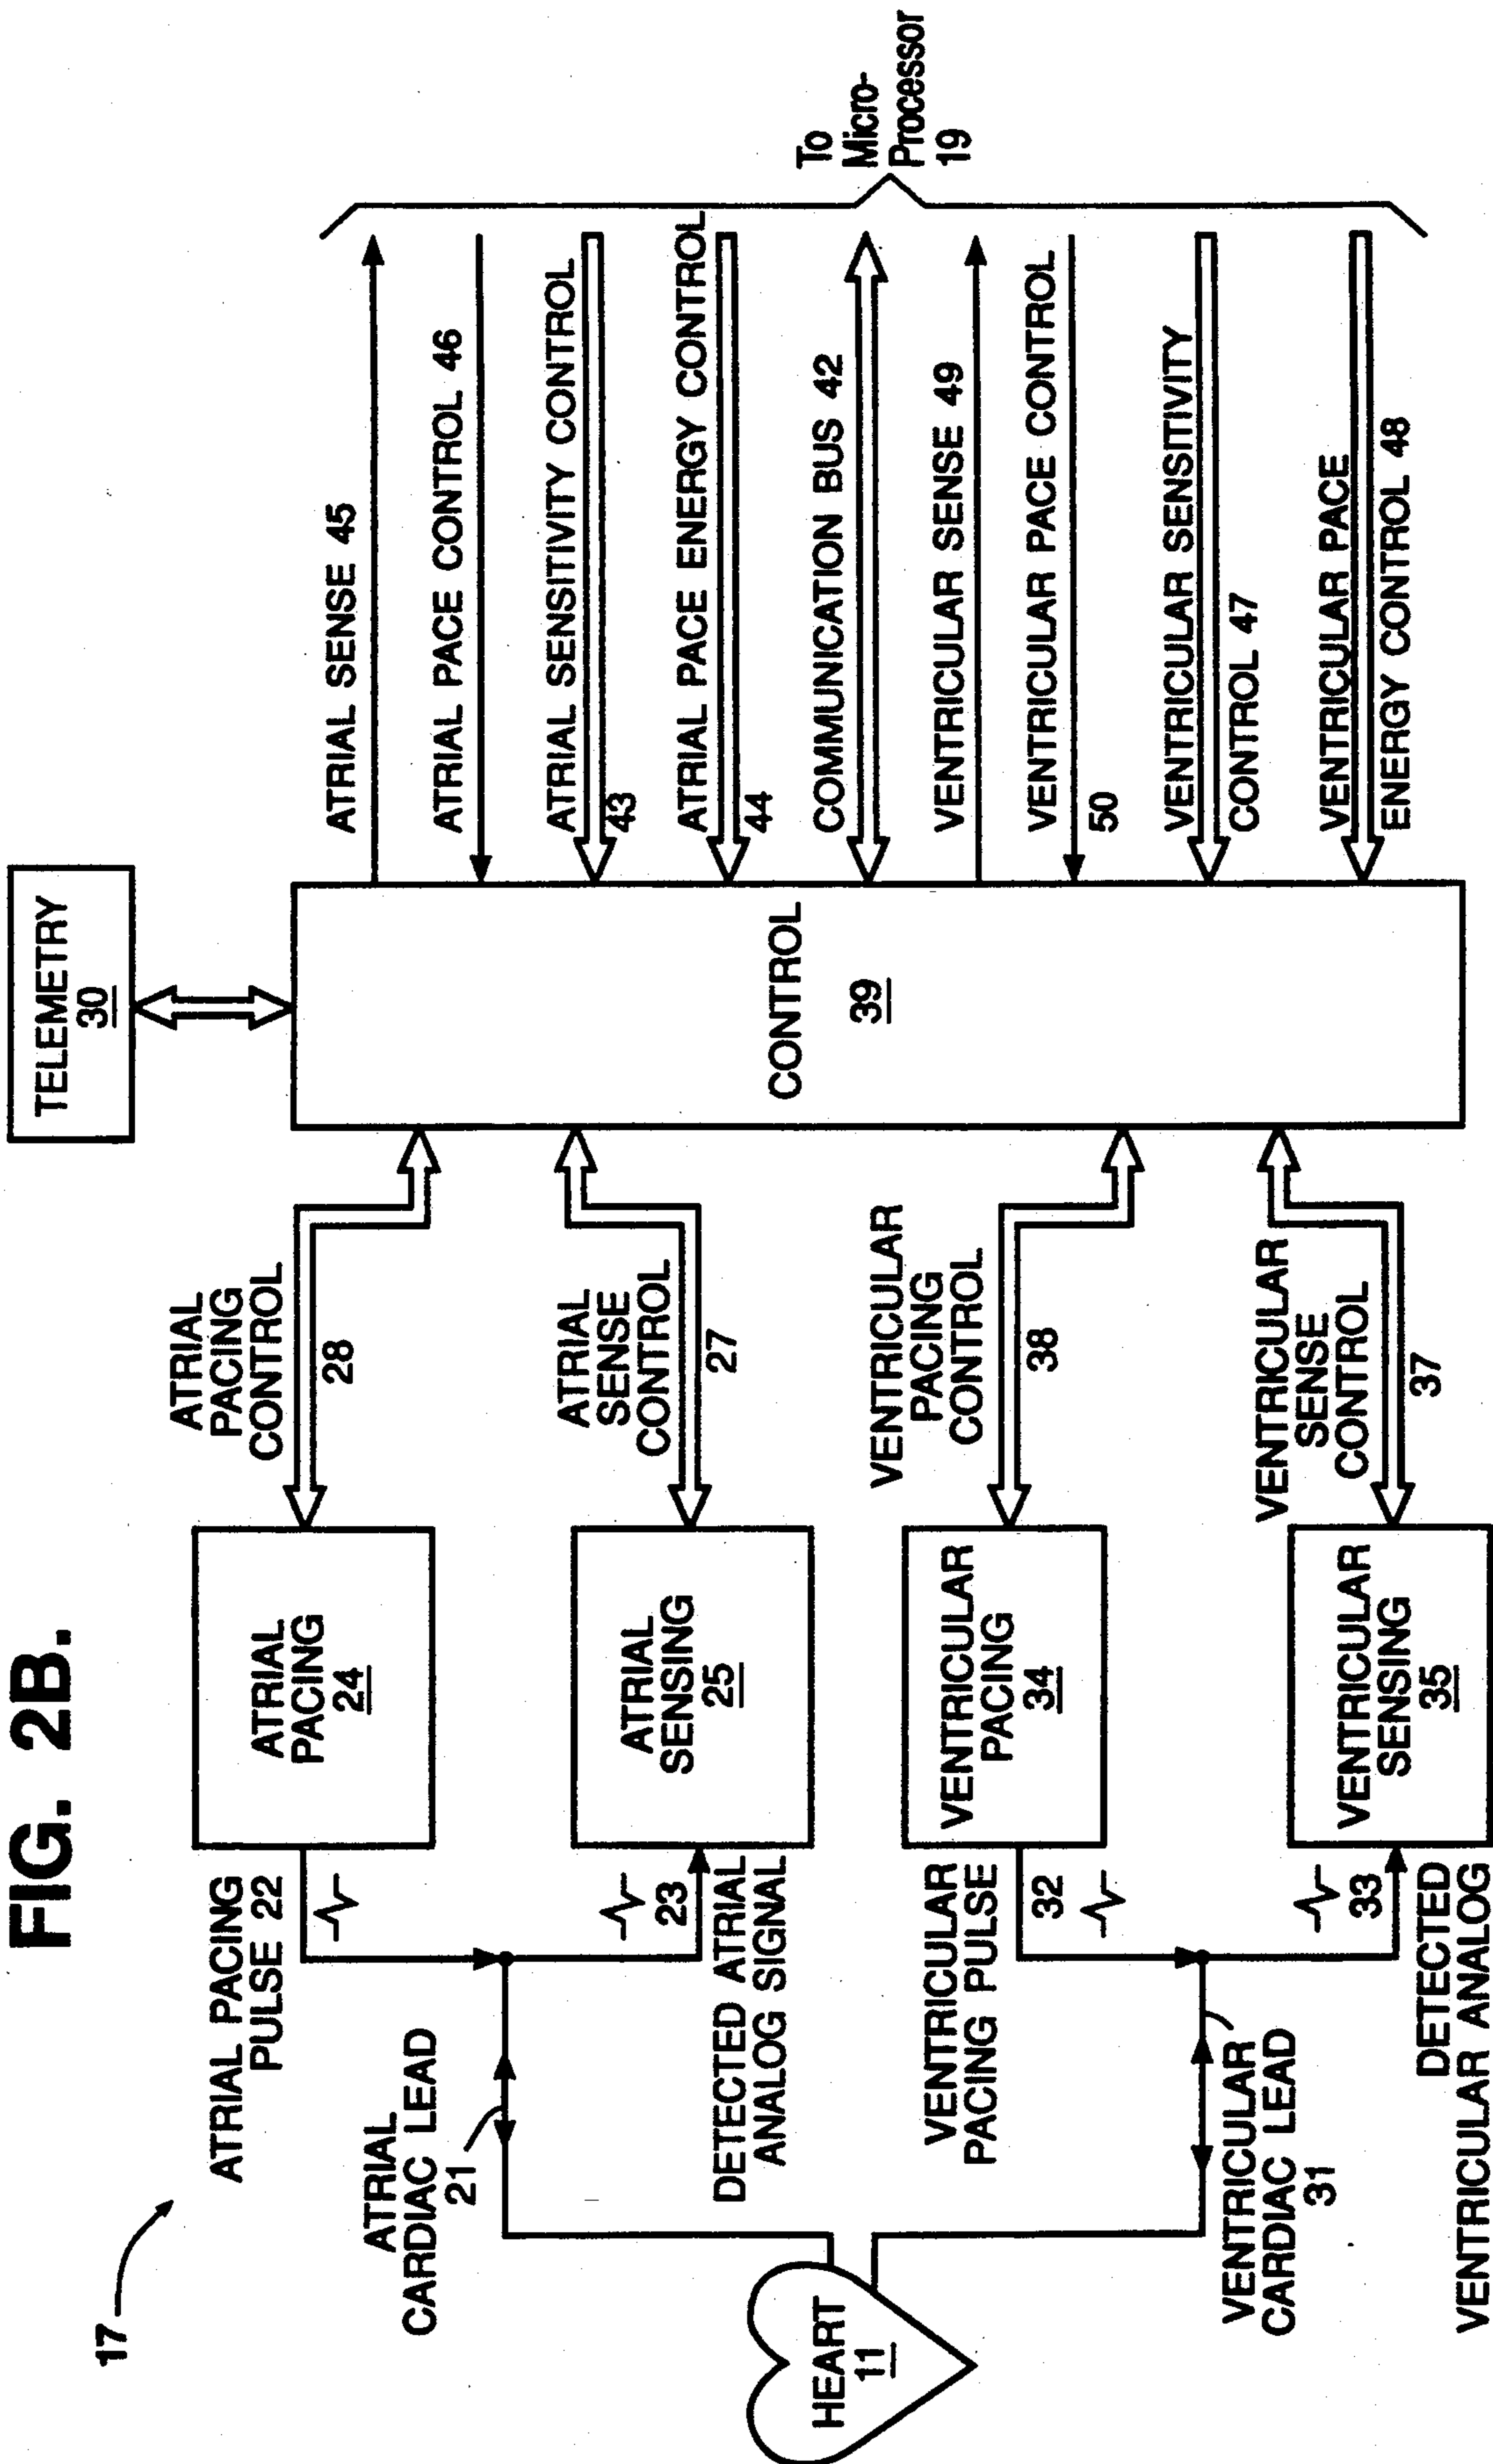 FIG. 2B.
17
HEART
11
ATRIAL
CARDIAC LEAD
21
ATRIAL PACING
PULSE 22
23
DETECTED ATRIAL
ANALOG SIGNAL
VENTRICULAR
PACING PULSE
32
VENTRICULAR
CARDIAC LEAD
31
33
DETECTED
VENTRICULAR ANALOG
ATRIAL
PACING
24
ATRIAL
SENSING
25
VENTRICULAR
PACING
34
VENTRICULAR
SENSING
35
ATRIAL
PACING
CONTROL
28
ATRIAL
SENSE
CONTROL
27
VENTRICULAR
PACING
CONTROL
38
VENTRICULAR
SENSE
CONTROL
37
TELEMETRY
30
CONTROL
39
ATRIAL SENSE 45
ATRIAL PACE CONTROL 46
ATRIAL SENSITIVITY CONTROL
43
ATRIAL PACE ENERGY CONTROL
44
COMMUNICATION BUS 42
VENTRICULAR SENSE 49
VENTRICULAR PACE CONTROL
50
VENTRICULAR SENSITIVITY
CONTROL 47
VENTRICULAR PACE
ENERGY CONTROL 48
To
Micro-
Processor
19